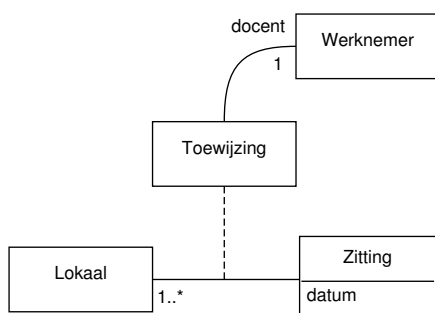 docent
Werknemer
1
Toewijzing
Lokaal
Zitting
1..*
datum